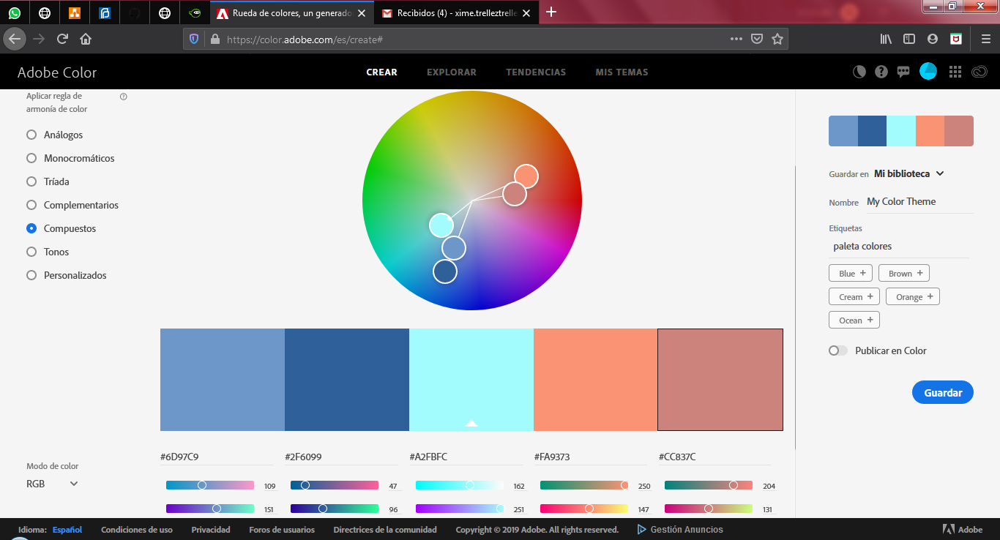 Rueda de colores, un generado
Recibidos (4) - xime.trelleztrelle
https://color.adobe.com/es/create#
Adobe Color
CREAR
EXPLORAR
TENDENCIAS
MIS TEMAS
Aplicar regla de
armonía de color
Análogos
Monocromáticos
Tríada
Complementarios
Compuestos
Tonos
Personalizados
Guardar en Mi biblioteca
Nombre My Color Theme
Etiquetas
paleta colores
Blue +
Brown +
Cream +
Orange +
Ocean +
Publicar en Color
Guardar
#6D97C9
#2F6099
#A2FBFC
#FA9373
#CC837C
Modo de color
RGB
109
47
162
250
204
151
96
251
147
131
Idioma: Español
Condiciones de uso
Privacidad
Foros de usuarios
Directrices de la comunidad
Copyright © 2019 Adobe. All rights reserved.
Gestión Anuncios
Adobe